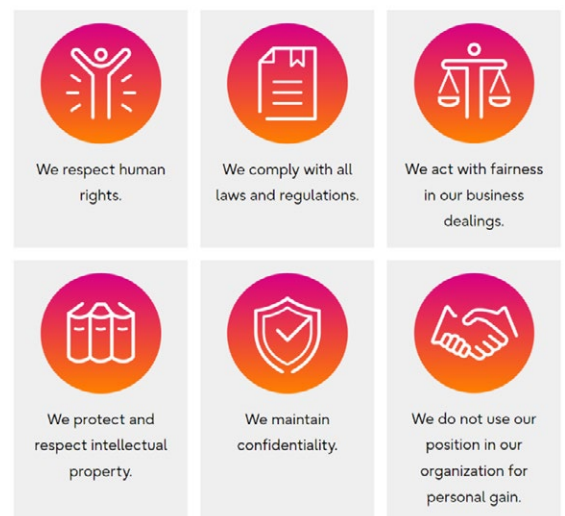 We respect human
rights.
We comply with all
laws and regulations.
We act with fairness
in our business
dealings.
We protect and
respect intellectual
property.
We maintain
confidentiality.
We do not use our
position in our
organization for
personal gain.